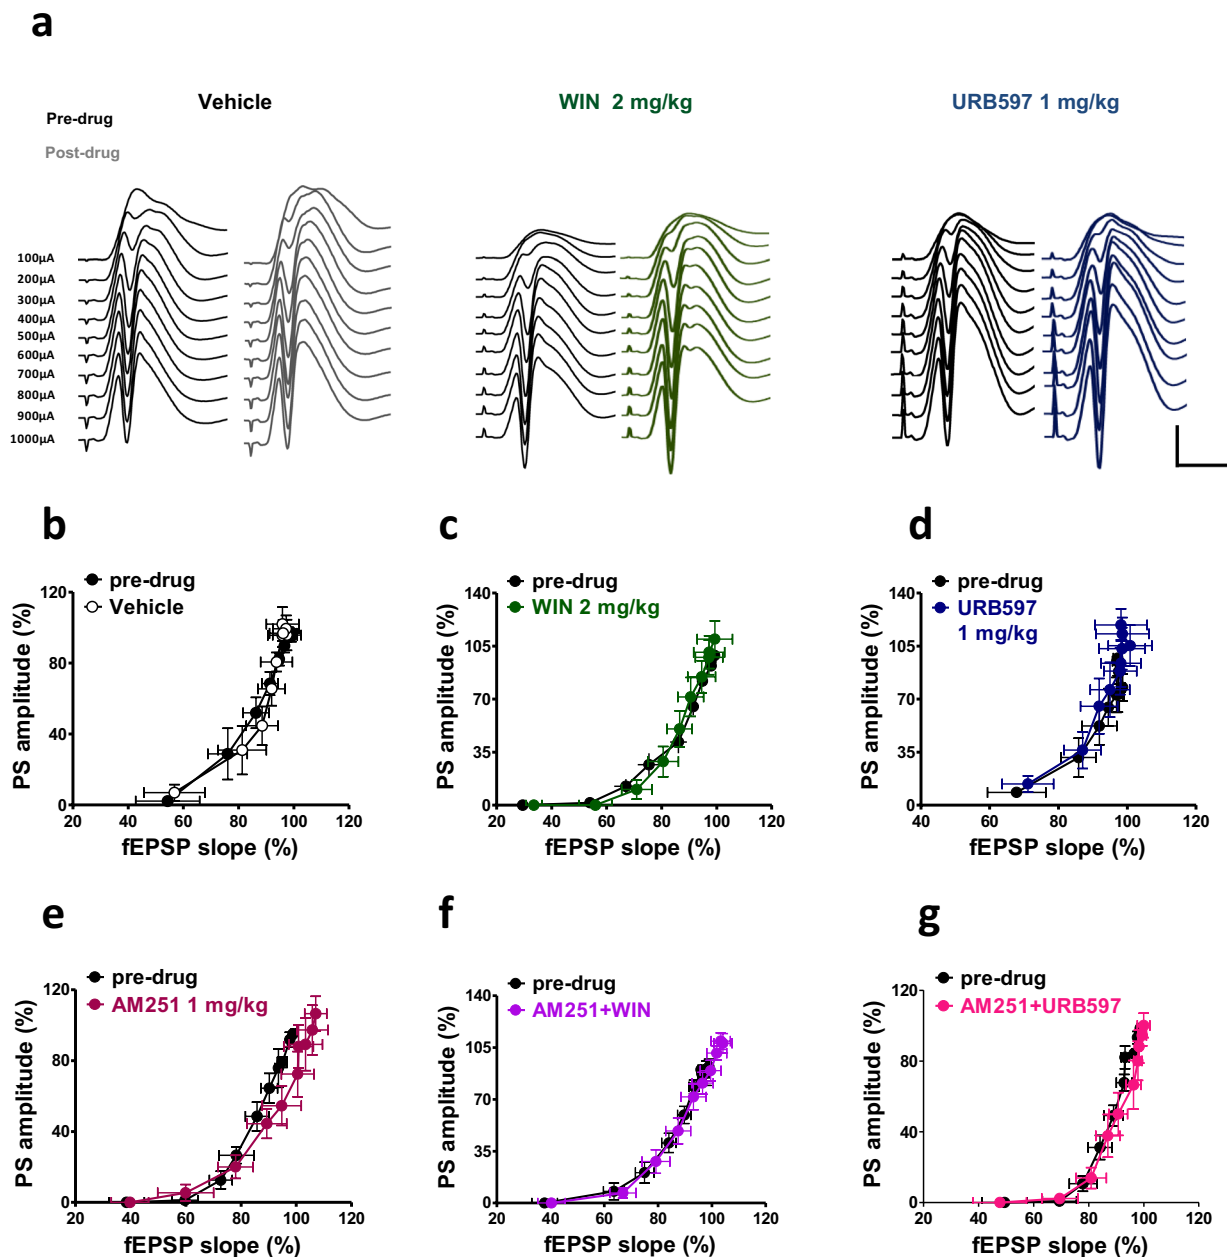 a
Vehicle
WIN 2 mg/kg
URB597 1 mg/kg
Pre-drug
Post-drug
100µA
200µA
300µA
400µA
500µA
600µA
700µA
800µA
900µA
1000µA
b
c
d
pre-drug
Vehicle
pre-drug
WIN 2 mg/kg
pre-drug
URB597
1 mg/kg
PS amplitude (%)
120
80
40
0
20 40 60 80 100 120
fEPSP slope (%)
PS amplitude (%)
140
105
70
35
0
20 40 60 80 100 120
fEPSP slope (%)
PS amplitude (%)
140
105
70
35
0
40 60 80 100 120
fEPSP slope (%)
e
f
g
pre-drug
AM251 1 mg/kg
pre-drug
AM251+WIN
pre-drug
AM251+URB597
PS amplitude (%)
120
80
40
0
20 40 60 80 100 120
fEPSP slope (%)
PS amplitude (%)
140
105
70
35
0
20 40 60 80 100 120
fEPSP slope (%)
PS amplitude (%)
120
80
40
0
20 40 60 80 100 120
fEPSP slope (%)